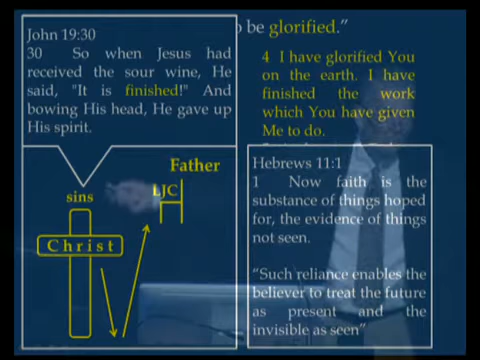 John 19:30
30 So when Jesus had
received the sour wine, He
said, "It is finished!" And
bowing His head, He gave up
His spirit.
o be glorified.”
4 I have glorified You
on the earth. I have
finished the work
which You have given
Me to do.
Father
sins
LJC
Christ
Hebrews 11:1
1 Now faith is the
substance of things hoped
for, the evidence of things
not seen.
“Such reliance enables the
believer to treat the future
as present and the
invisible as seen”